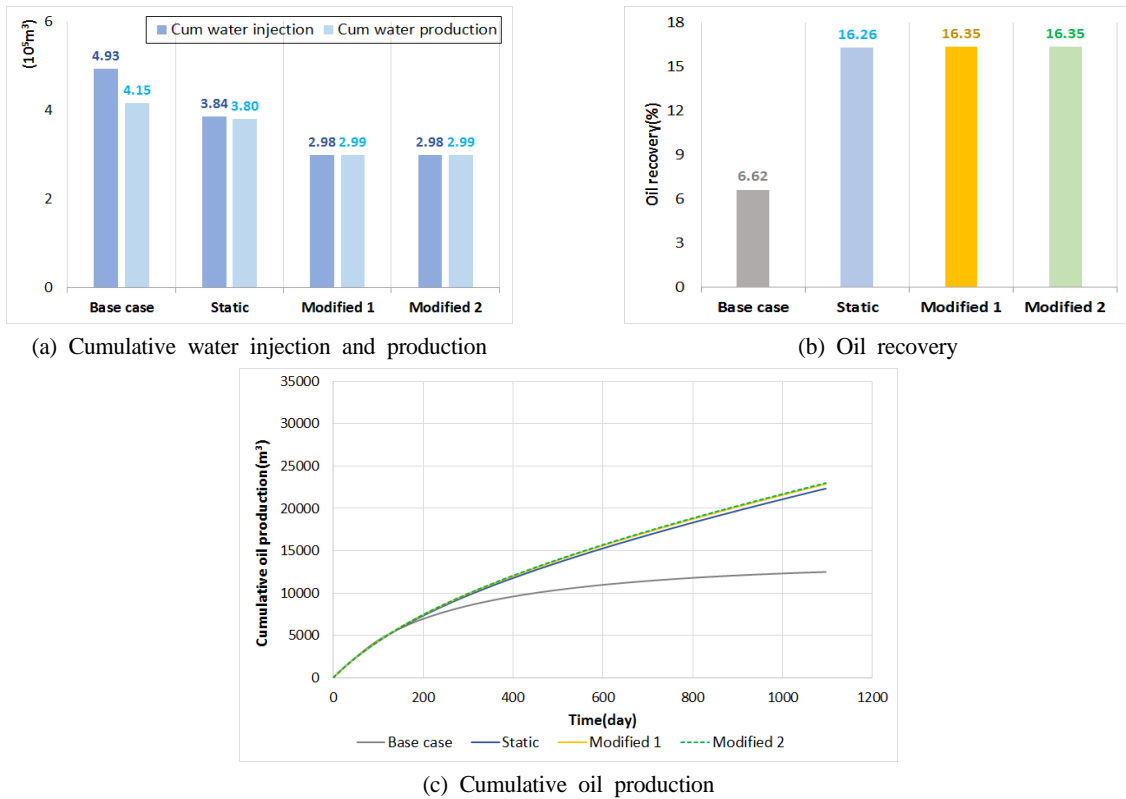 (10⁵m³)
6
4
2
0
Cum water injection Cum water production
4.93 4.15 3.84 3.80 2.98 2.99 2.98 2.99
Base case Static Modified 1 Modified 2
(a) Cumulative water injection and production
Oil recovery(%)
18
15
12
9
6
3
0
6.62 16.26 16.35 16.35
Base case Static Modified 1 Modified 2
(b) Oil recovery
Cumulative oil production(m³)
35000
30000
25000
20000
15000
10000
5000
0
0 200 400 600 800 1000 1200
Time(day)
Base case Static Modified 1 Modified 2
(c) Cumulative oil production